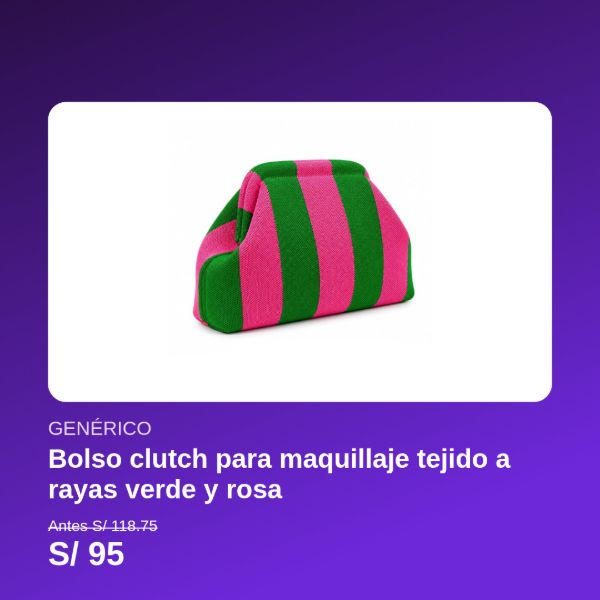 GENÉRICO
Bolso clutch para maquillaje tejido a
rayas verde y rosa
Antes S/ 118.75
S/ 95